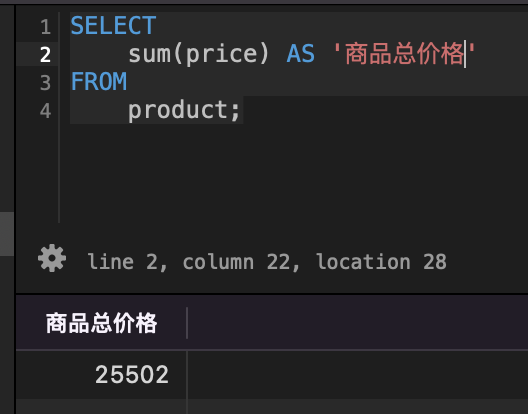 1 SELECT
2     sum(price) AS '商品总价格'
3 FROM
4     product;
line 2, column 22, location 28
商品总价格
25502